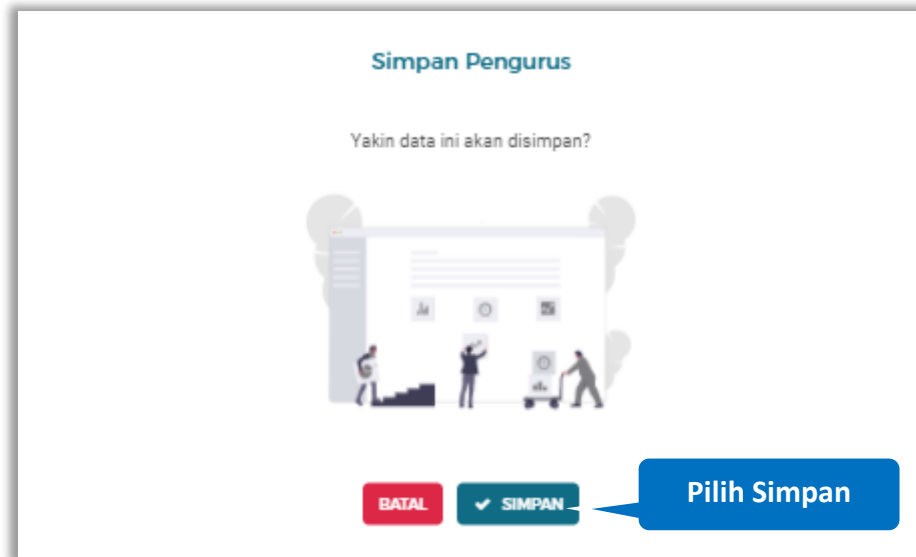 Simpan Pengurus
Yakin data ini akan disimpan?
BATAL
SIMPAN
Pilih Simpan